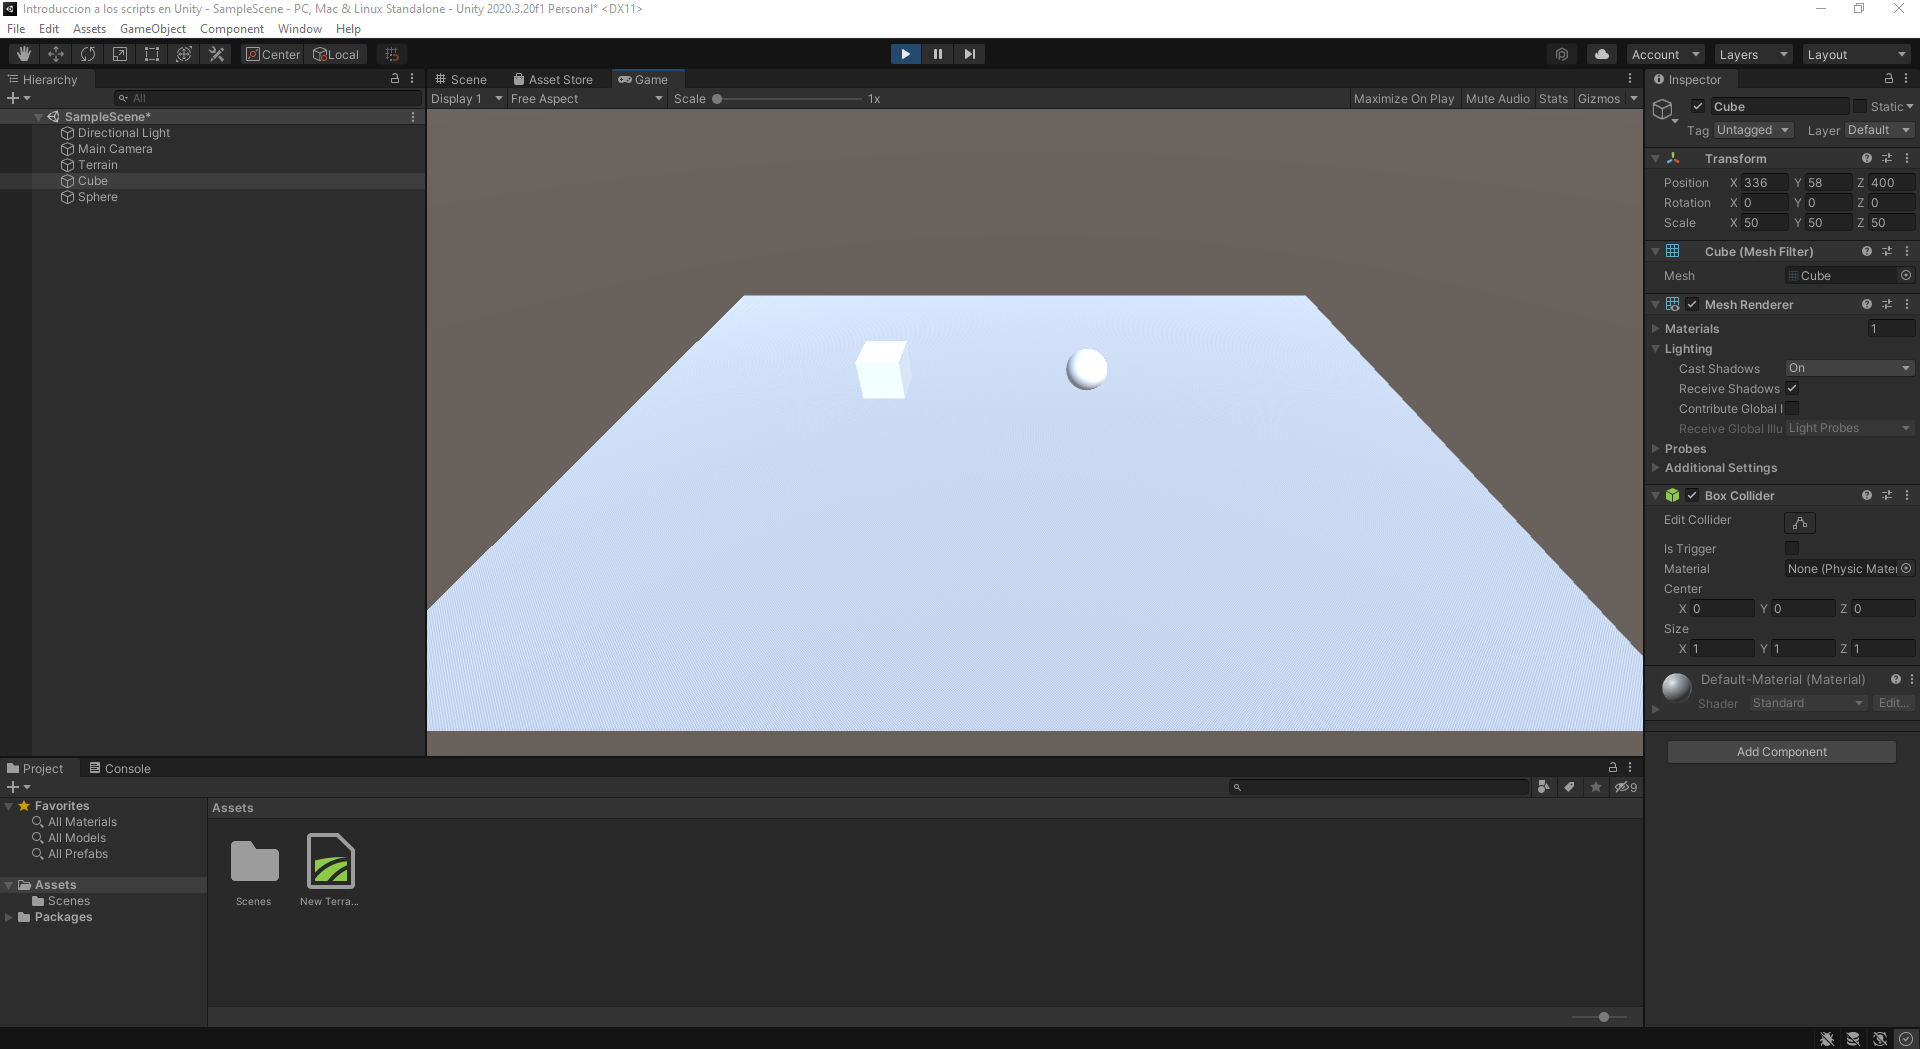 Introduccion a los scripts en Unity - SampleScene - PC, Mac & Linux Standalone - Unity 2020.3.20f1 Personal* <DX11>
File Edit Assets GameObject Component Window Help
Center Local Account Layers Layout
Hierarchy
All
SampleScene*
Directional Light
Main Camera
Terrain
Cube
Sphere
Scene Asset Store Game
Display 1 Free Aspect Scale 1x Maximize On Play Mute Audio Stats Gizmos
Inspector
Cube Static
Tag Untagged Layer Default
Transform
Position X 336 Y 58 Z 400
Rotation X 0 Y 0 Z 0
Scale X 50 Y 50 Z 50
Cube (Mesh Filter)
Mesh Cube
Mesh Renderer
Materials 1
Lighting
Cast Shadows On
Receive Shadows
Contribute Global I
Receive Global Illu Light Probes
Probes
Additional Settings
Box Collider
Edit Collider
Is Trigger
Material None (Physic Mater
Center
X 0 Y 0 Z 0
Size
X 1 Y 1 Z 1
Default-Material (Material)
Shader Standard Edit...
Add Component
Project Console
9
Favorites
All Materials
All Models
All Prefabs
Assets
Scenes
Packages
Assets
Scenes New Terra...